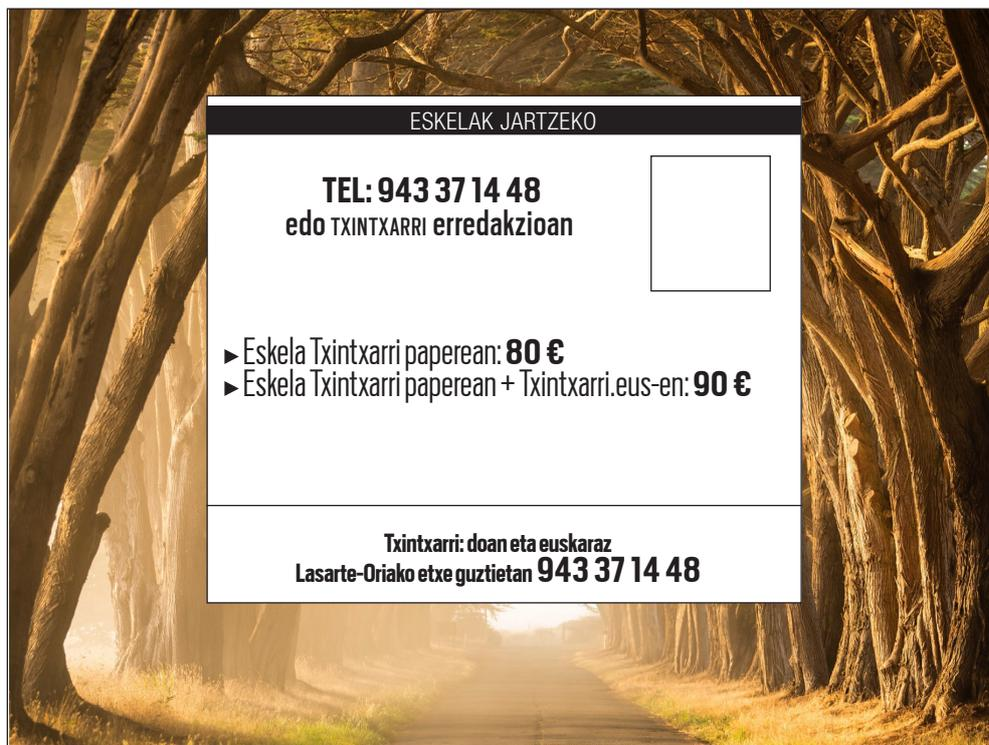 ESKELAK JARTZEKO
TEL: 943 37 14 48
edo TXINTXARRI erredakzioan
▸Eskela Txintxarri paperean: 80 €
▸Eskela Txintxarri paperean + Txintxarri.eus-en: 90 €
Txintxarri: doan eta euskaraz
Lasarte-Oriako etxe guztietan 943 37 14 48